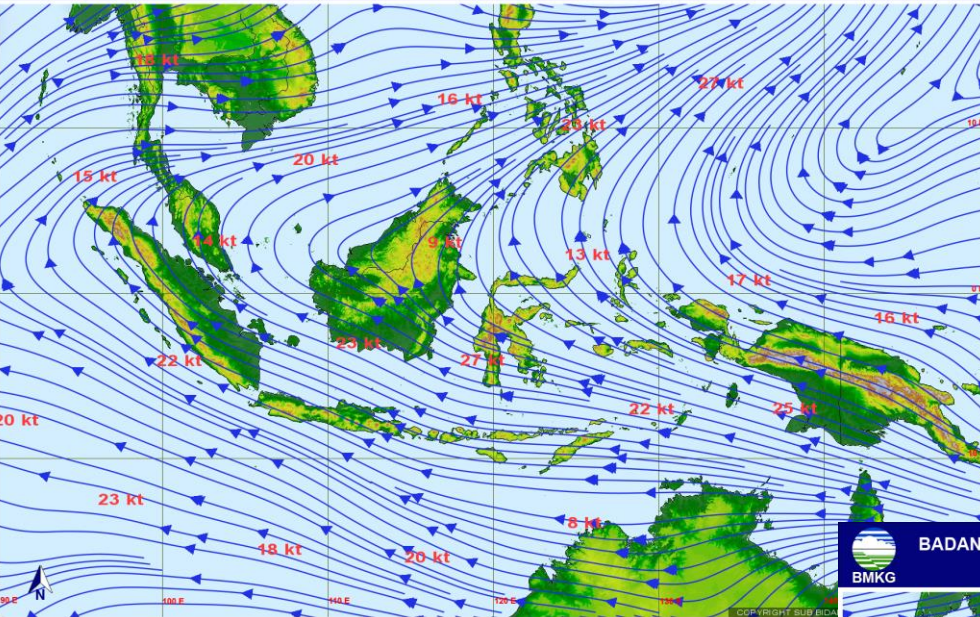 18 kt
27 kt
16 kt
23 kt
20 kt
15 kt
14 kt
9 kt
13 kt
17 kt
16 kt
23 kt
22 kt
27 kt
22 kt
25 kt
20 kt
23 kt
8 kt
18 kt
20 kt
BADAN
BMKG
N
90 E
100 E
110 E
120 E
COPYRIGHT SUB BIDA